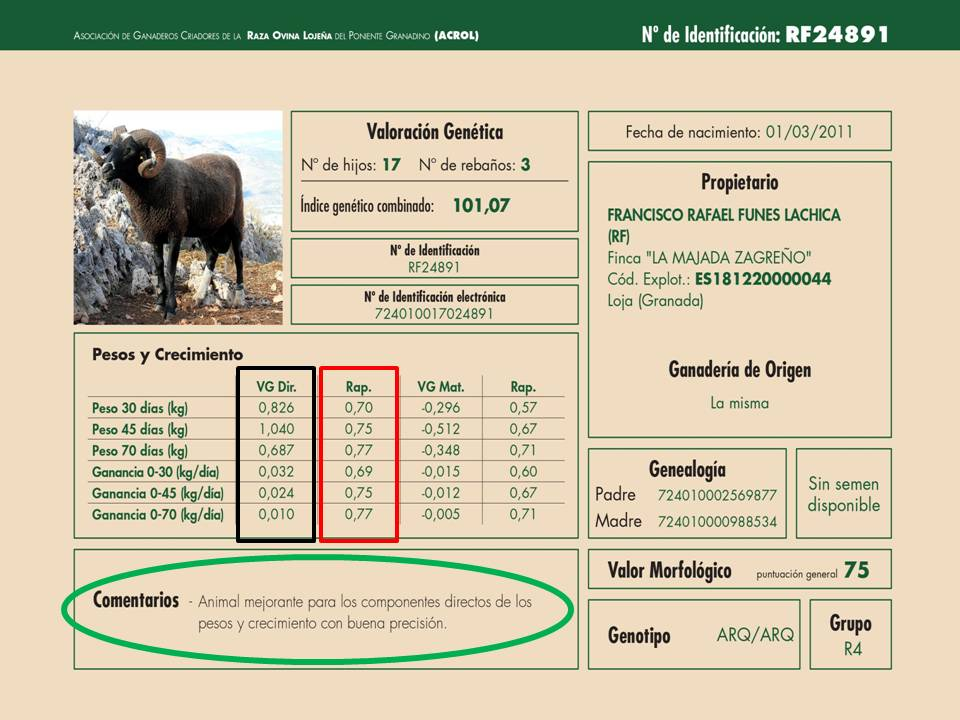 ASOCIACIÓN DE GANADEROS CRIADORES DE LA RAZA OVINA LOJEÑA DEL PONIENTE GRANADINO (ACROL)
Nº de Identificación: RF24891
Valoración Genética
Nº de hijos: 17 Nº de rebaños: 3
Índice genético combinado: 101,07
Nº de Identificación
RF24891
Nº de Identificación electrónica
724010017024891
Fecha de nacimiento: 01/03/2011
Propietario
FRANCISCO RAFAEL FUNES LACHICA
(RF)
Finca "LA MAJADA ZAGREÑO"
Cód. Explot.: ES181220000044
Loja (Granada)
Ganadería de Origen
La misma
Pesos y Crecimiento
VG Dir. Rap. VG Mat. Rap.
Peso 30 días (kg) 0,826 0,70 -0,296 0,57
Peso 45 días (kg) 1,040 0,75 -0,512 0,67
Peso 70 días (kg) 0,687 0,77 -0,348 0,71
Ganancia 0-30 (kg/día) 0,032 0,69 -0,015 0,60
Ganancia 0-45 (kg/día) 0,024 0,75 -0,012 0,67
Ganancia 0-70 (kg/día) 0,010 0,77 -0,005 0,71
Genealogía
Padre 724010002569877
Madre 724010000988534
Sin semen
disponible
Comentarios - Animal mejorante para los componentes directos de los
pesos y crecimiento con buena precisión.
Valor Morfológico puntuación general 75
Genotipo ARQ/ARQ
Grupo
R4